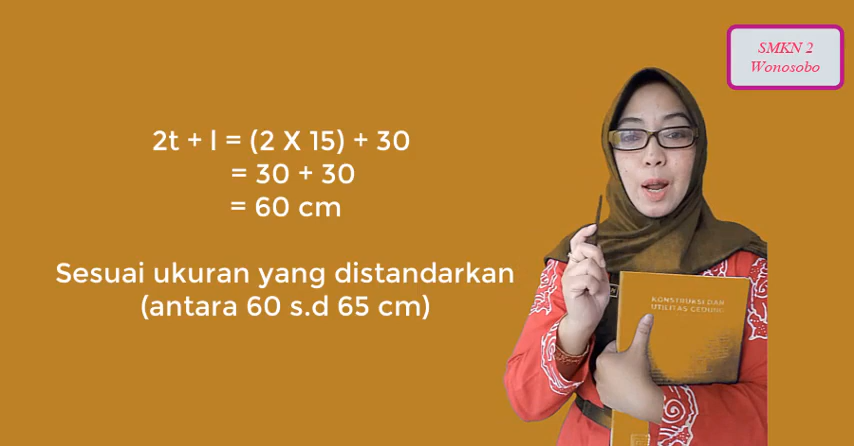 SMKN 2
Wonosobo
2t + l = (2 X 15) + 30
= 30 + 30
= 60 cm
Sesuai ukuran yang distandarkan
(antara 60 s.d 65 cm)
KONSTRUKSI DAN
UTILITAS GEDUNG